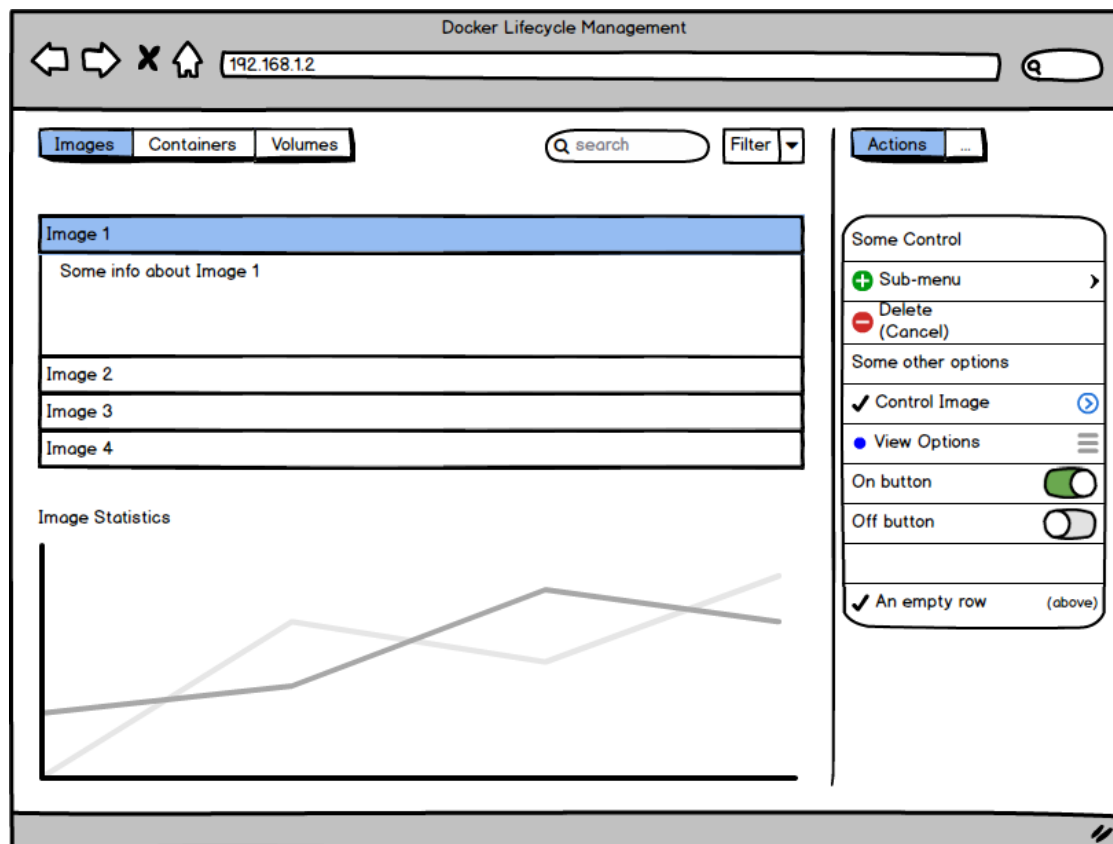 Docker Lifecycle Management
192.168.1.2
Images Containers Volumes
search
Filter
Actions ...
Image 1
Some info about Image 1
Image 2
Image 3
Image 4
Image Statistics
Some Control
Sub-menu
Delete
(Cancel)
Some other options
Control Image
View Options
On button
Off button
An empty row (above)